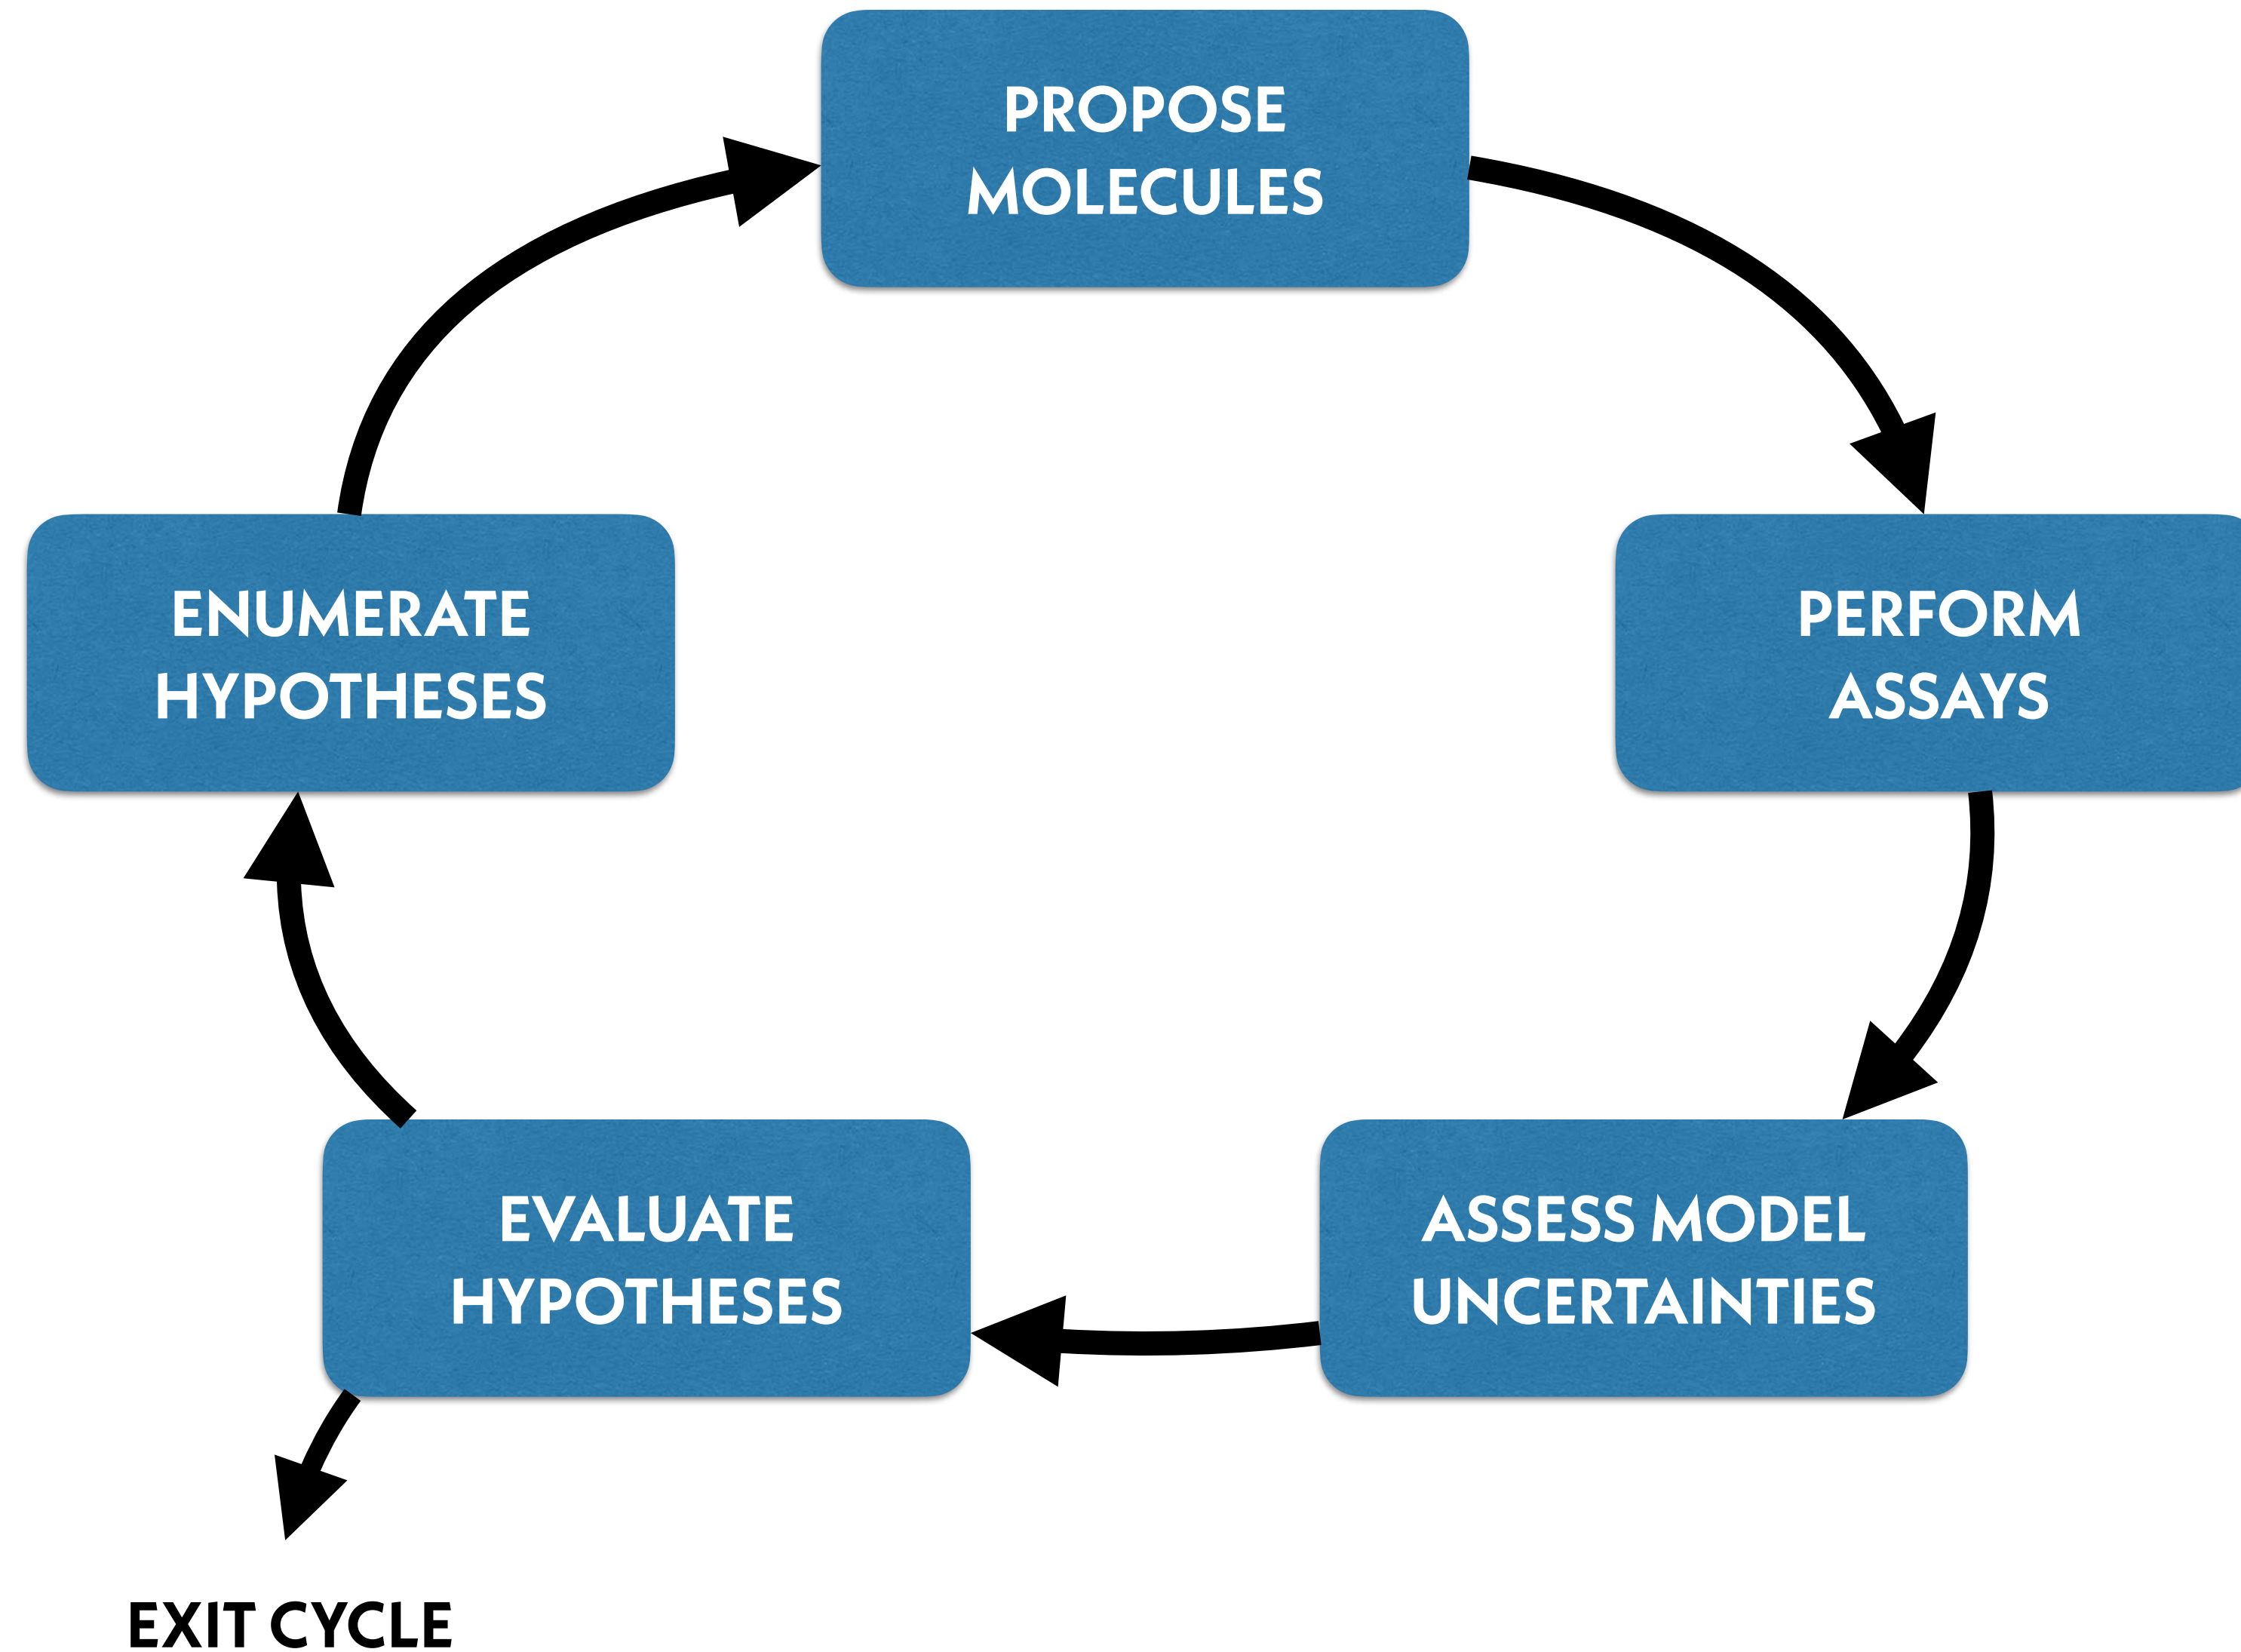 PROPOSE
MOLECULES
PERFORM
ASSAYS
ASSESS MODEL
UNCERTAINTIES
EVALUATE
HYPOTHESES
ENUMERATE
HYPOTHESES
EXIT CYCLE